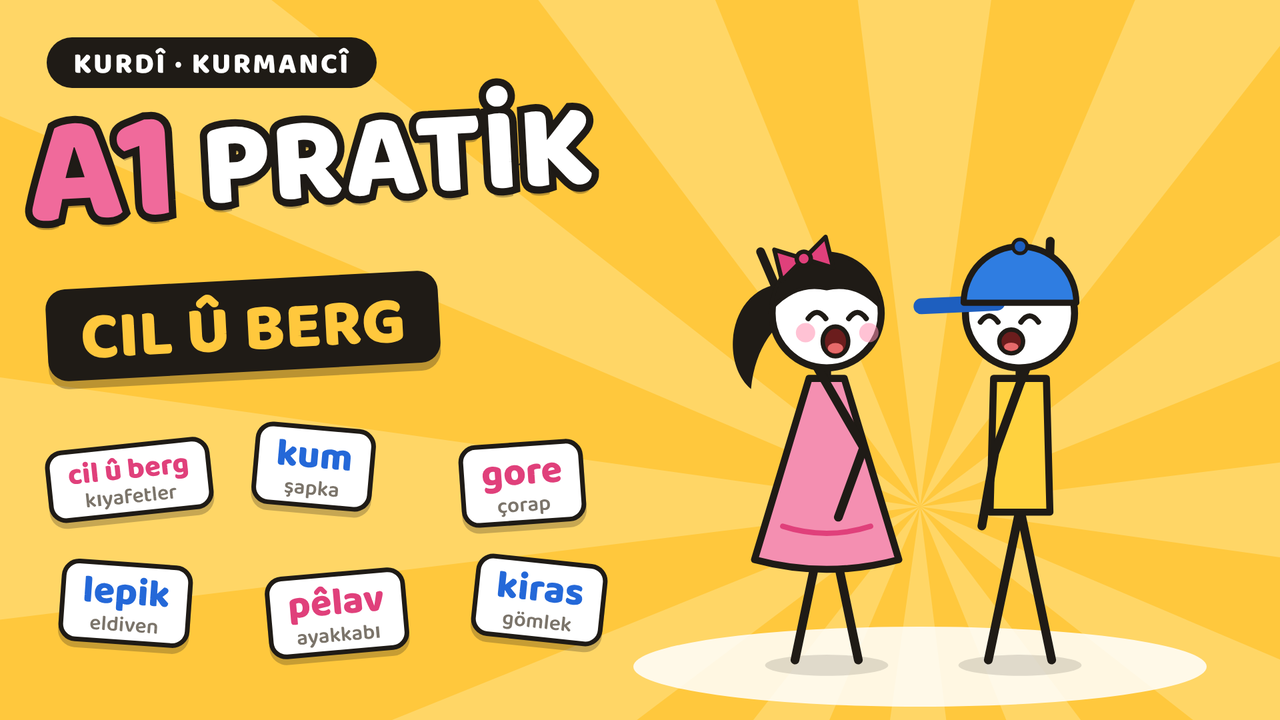 KURDÎ · KURMANCÎ
A1 PRATİK
CIL Û BERG
cil û berg
kıyafetler
kum
şapka
gore
çorap
lepik
eldiven
pêlav
ayakkabı
kiras
gömlek